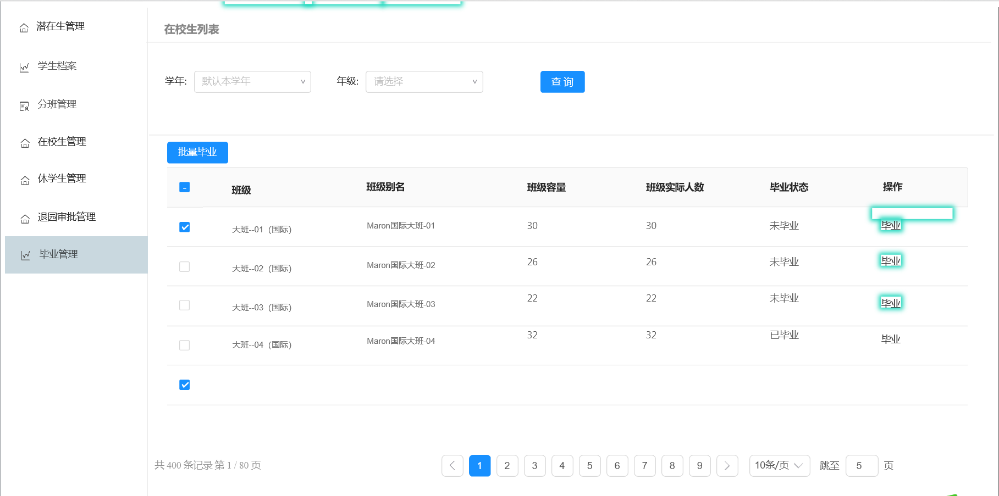 潜在生管理
学生档案
分班管理
在校生管理
休学生管理
退园审批管理
毕业管理
在校生列表
学年: 默认本学年 年级: 请选择 查 询
批量毕业
班级 班级别名 班级容量 班级实际人数 毕业状态 操作
大班--01（国际） Maron国际大班-01 30 30 未毕业 毕业
大班--02（国际） Maron国际大班-02 26 26 未毕业 毕业
大班--03（国际） Maron国际大班-03 22 22 未毕业 毕业
大班--04（国际） Maron国际大班-04 32 32 已毕业 毕业
共 400 条记录 第 1 / 80 页 1 2 3 4 5 6 7 8 9 10条/页 跳至 5 页